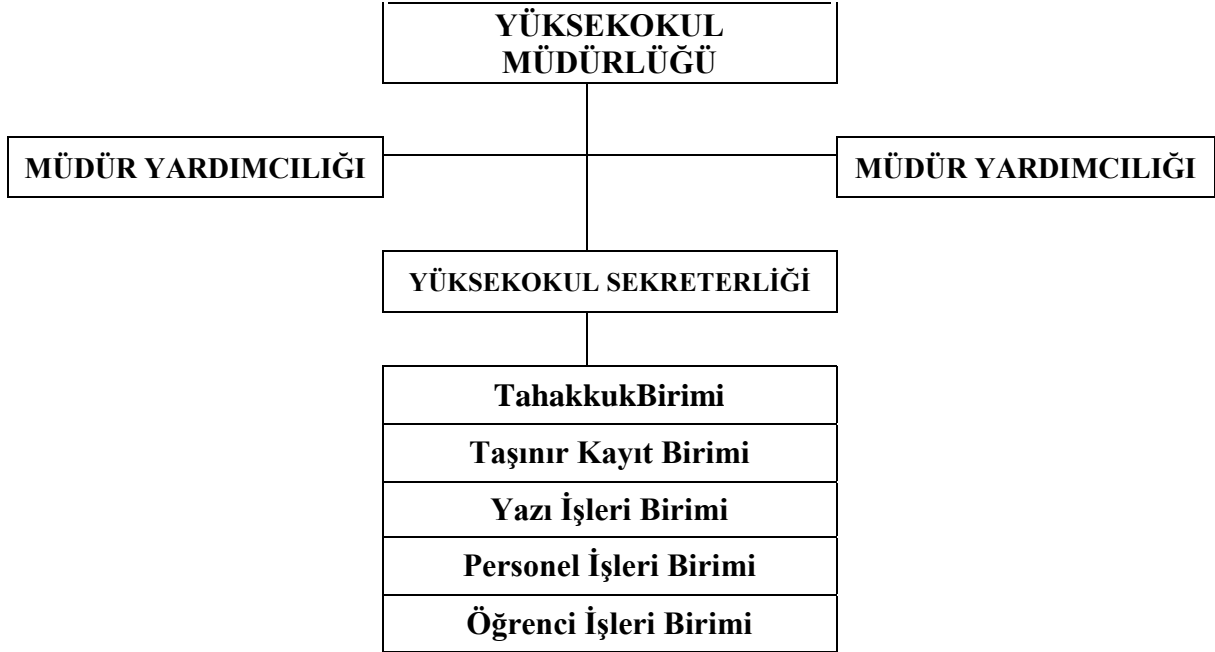 YÜKSEKOKUL
MÜDÜRLÜĞÜ
MÜDÜR YARDIMCILIĞI
MÜDÜR YARDIMCILIĞI
YÜKSEKOKUL SEKRETERLİĞİ
TahakkukBirimi
Taşınır Kayıt Birimi
Yazı İşleri Birimi
Personel İşleri Birimi
Öğrenci İşleri Birimi